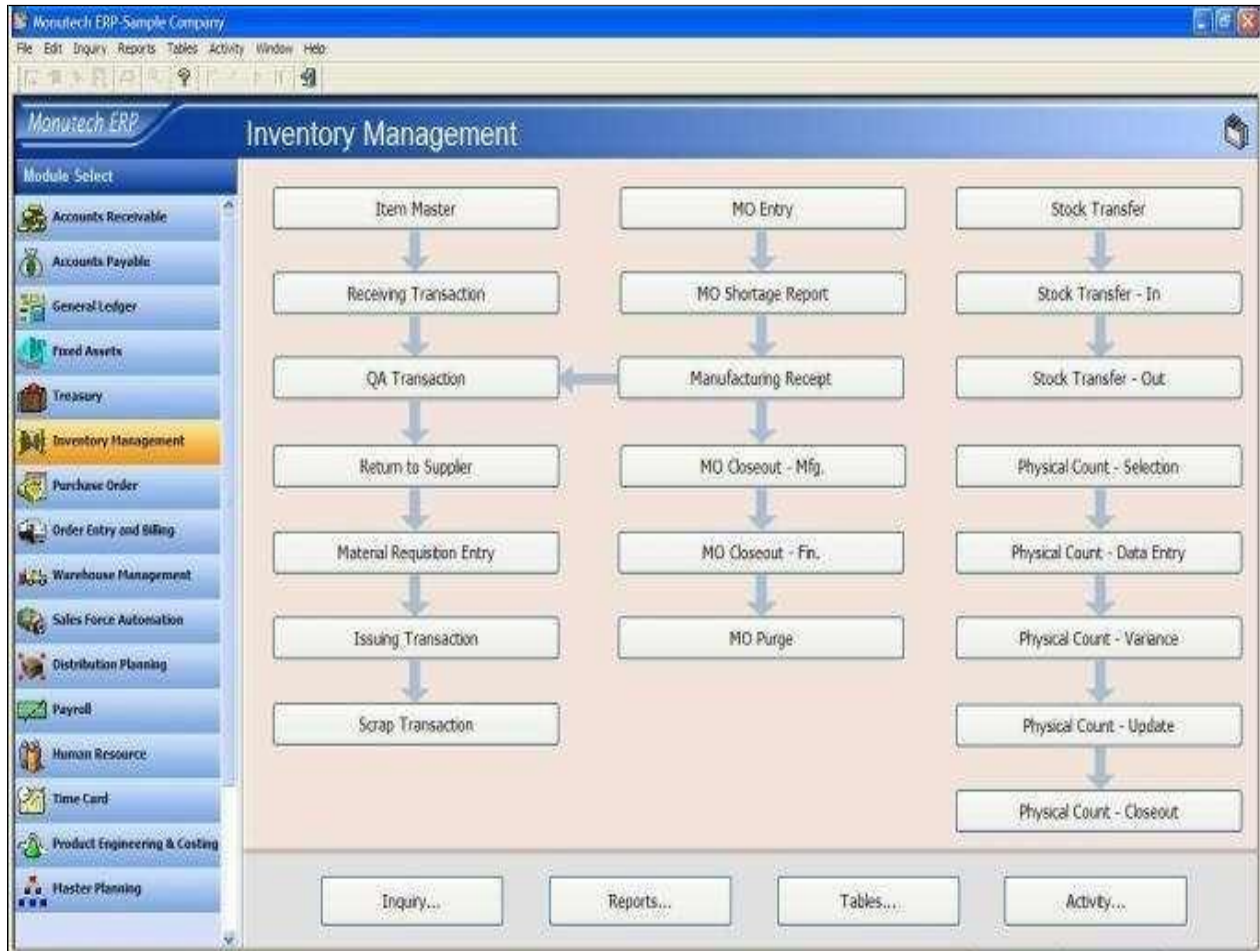 Monutech ERP-Sample Company
File Edit Inquiry Reports Tables Activity Window Help
Monutech ERP
Inventory Management
Module Select
Accounts Receivable
Accounts Payable
General Ledger
Fixed Assets
Treasury
Inventory Management
Purchase Order
Order Entry and Billing
Warehouse Management
Sales Force Automation
Distribution Planning
Payroll
Human Resource
Time Card
Product Engineering & Costing
Master Planning
Item Master
Receiving Transaction
QA Transaction
Return to Supplier
Material Requisition Entry
Issuing Transaction
Scrap Transaction
MO Entry
MO Shortage Report
Manufacturing Receipt
MO Closeout - Mfg.
MO Closeout - Fin.
MO Purge
Stock Transfer
Stock Transfer - In
Stock Transfer - Out
Physical Count - Selection
Physical Count - Data Entry
Physical Count - Variance
Physical Count - Update
Physical Count - Closeout
Inquiry...
Reports...
Tables...
Activity...